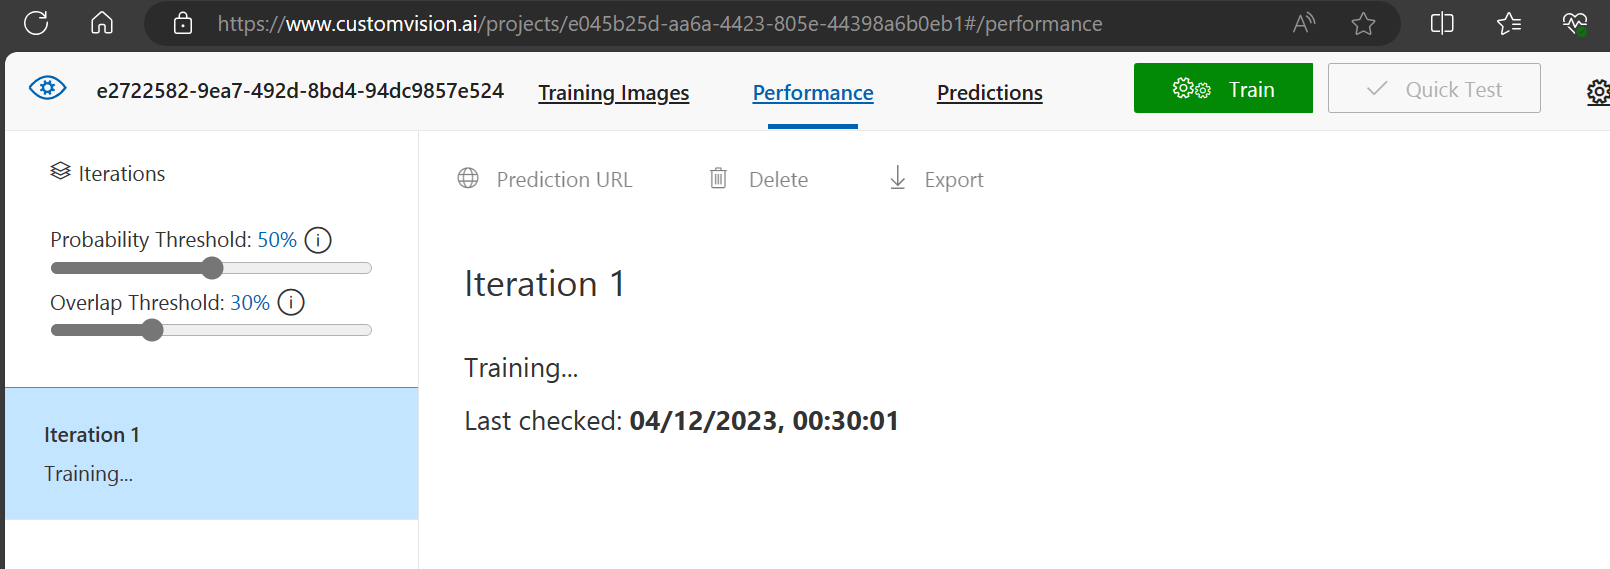 https://www.customvision.ai/projects/e045b25d-aa6a-4423-805e-44398a6b0eb1#/performance
e2722582-9ea7-492d-8bd4-94dc9857e524 Training Images Performance Predictions Train Quick Test
Iterations
Probability Threshold: 50%
Overlap Threshold: 30%
Iteration 1
Training...
Prediction URL Delete Export
Iteration 1
Training...
Last checked: 04/12/2023, 00:30:01